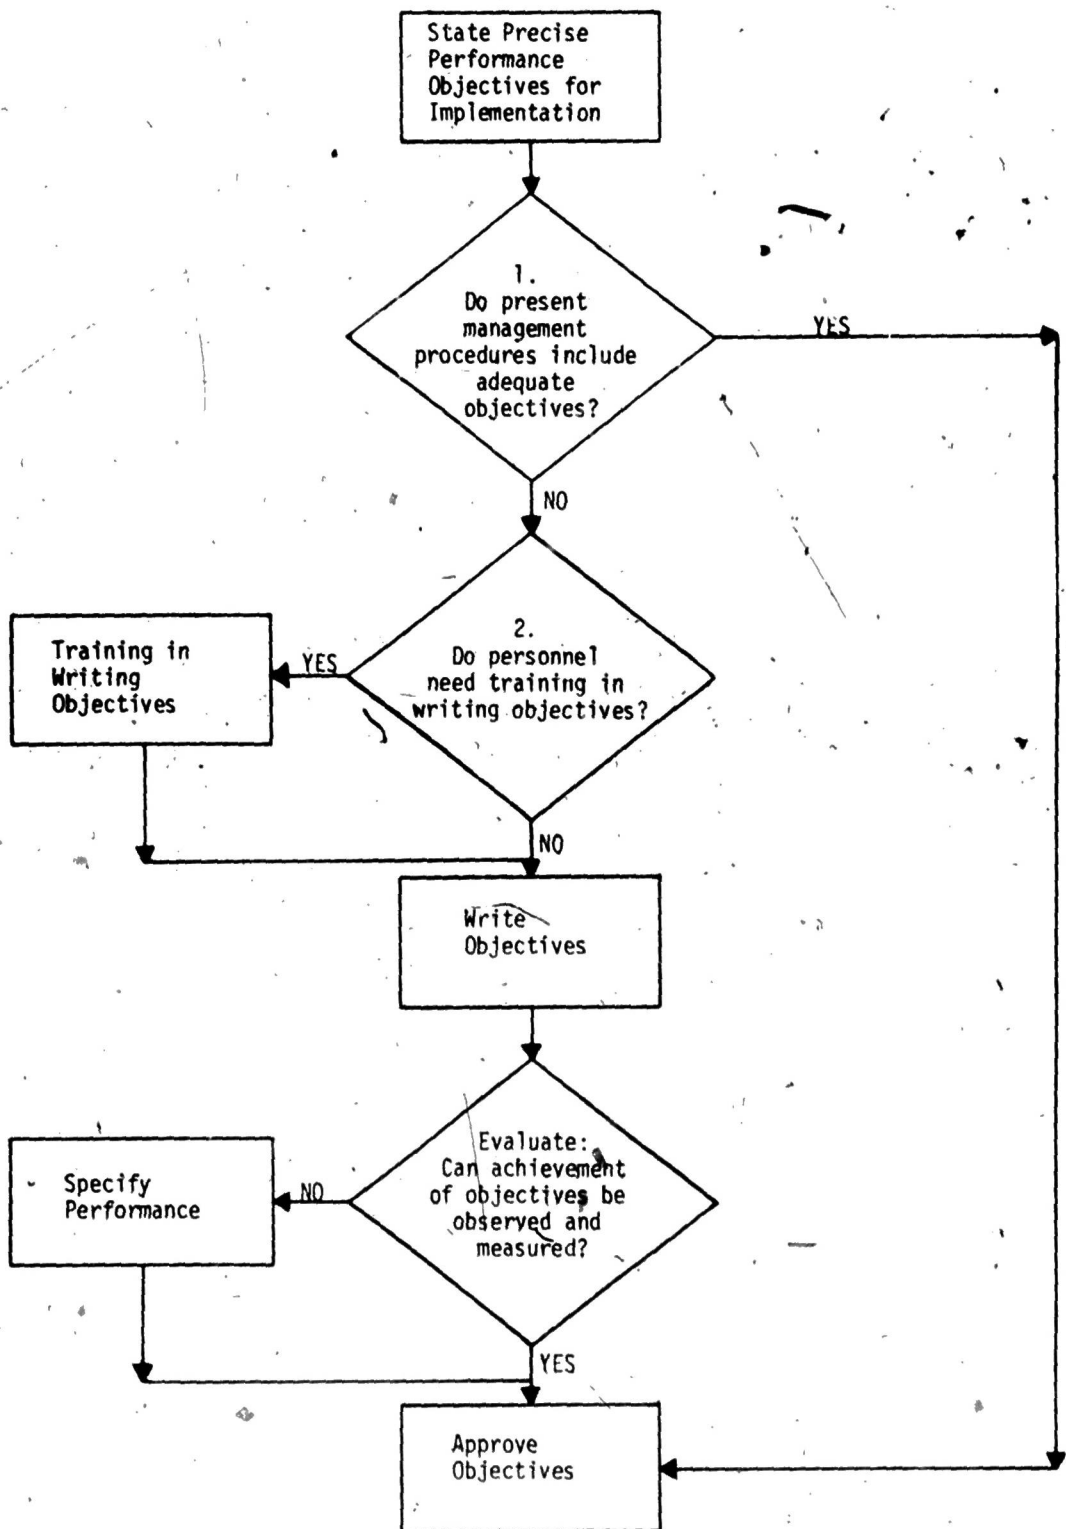 State Precise
Performance
Objectives for
Implementation
1.
Do present
management
procedures include
adequate
objectives?
YES
NO
2.
Do personnel
need training in
writing objectives?
YES
Training in
Writing
Objectives
NO
Write
Objectives
Evaluate:
Can achievement
of objectives be
observed and
measured?
NO
Specify
Performance
YES
Approve
Objectives